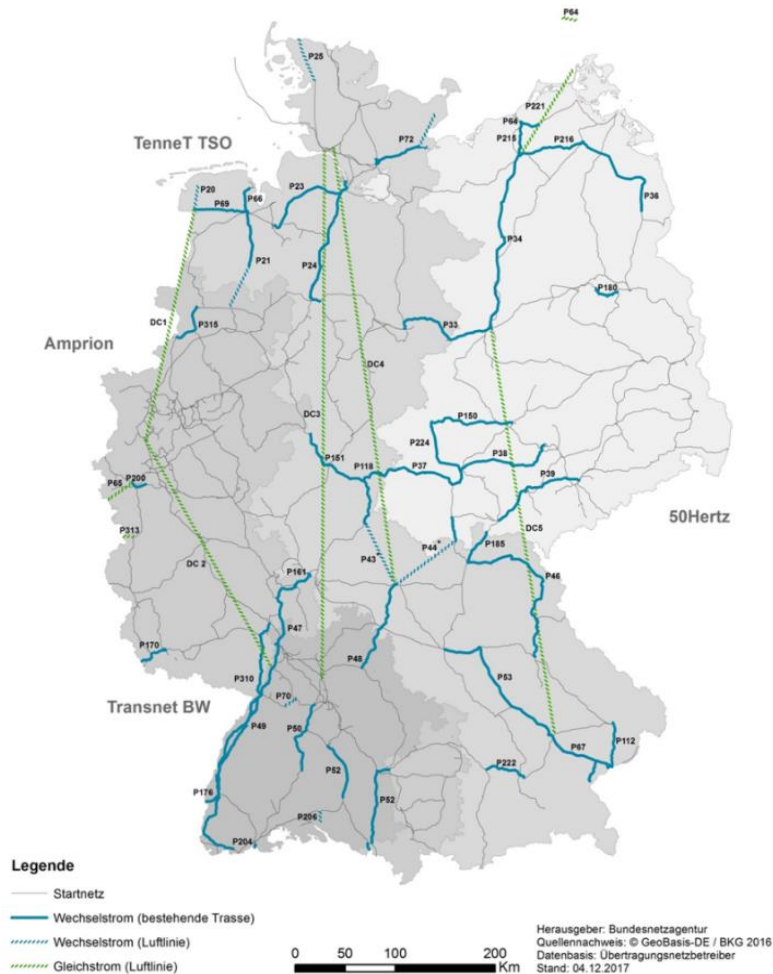 P64
P25
P221
P64
P72
P215
P216
TenneT TSO
P20
P66
P23
P36
P69
P34
P21
P24
P180
DC1
P315
P33
Amprion
DC4
DC3
P150
P224
P151
P38
P118
P37
P65
P200
P39
50Hertz
P313
DC5
P44*
P185
P43
DC 2
P161
P46
P47
P170
P48
P310
P53
Transnet BW
P70
P49
P50
P67
P112
P52
P222
P176
P52
P206
P204
Legende
Startnetz
Wechselstrom (bestehende Trasse)
Wechselstrom (Luftlinie)
Gleichstrom (Luftlinie)
0 50 100 200
Km
Herausgeber: Bundesnetzagentur
Quellennachweis: © GeoBasis-DE / BKG 2016
Datenbasis: Übertragungsnetzbetreiber
Stand: 04.12.2017